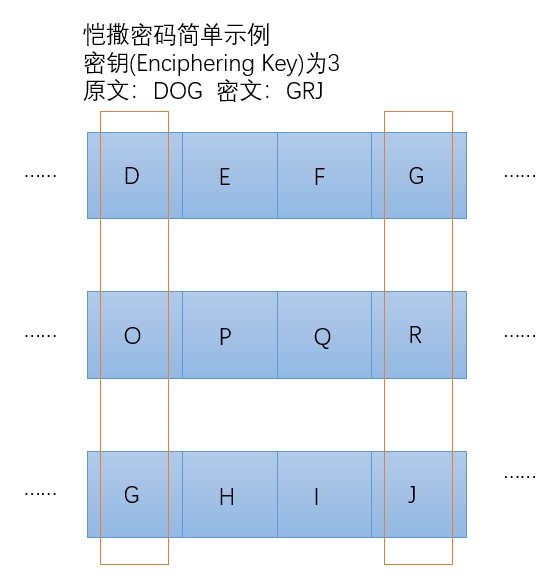 恺撒密码简单示例
密钥(Enciphering Key)为3
原文：DOG 密文：GRJ
…… D E F G ……
…… O P Q R ……
…… G H I J ……